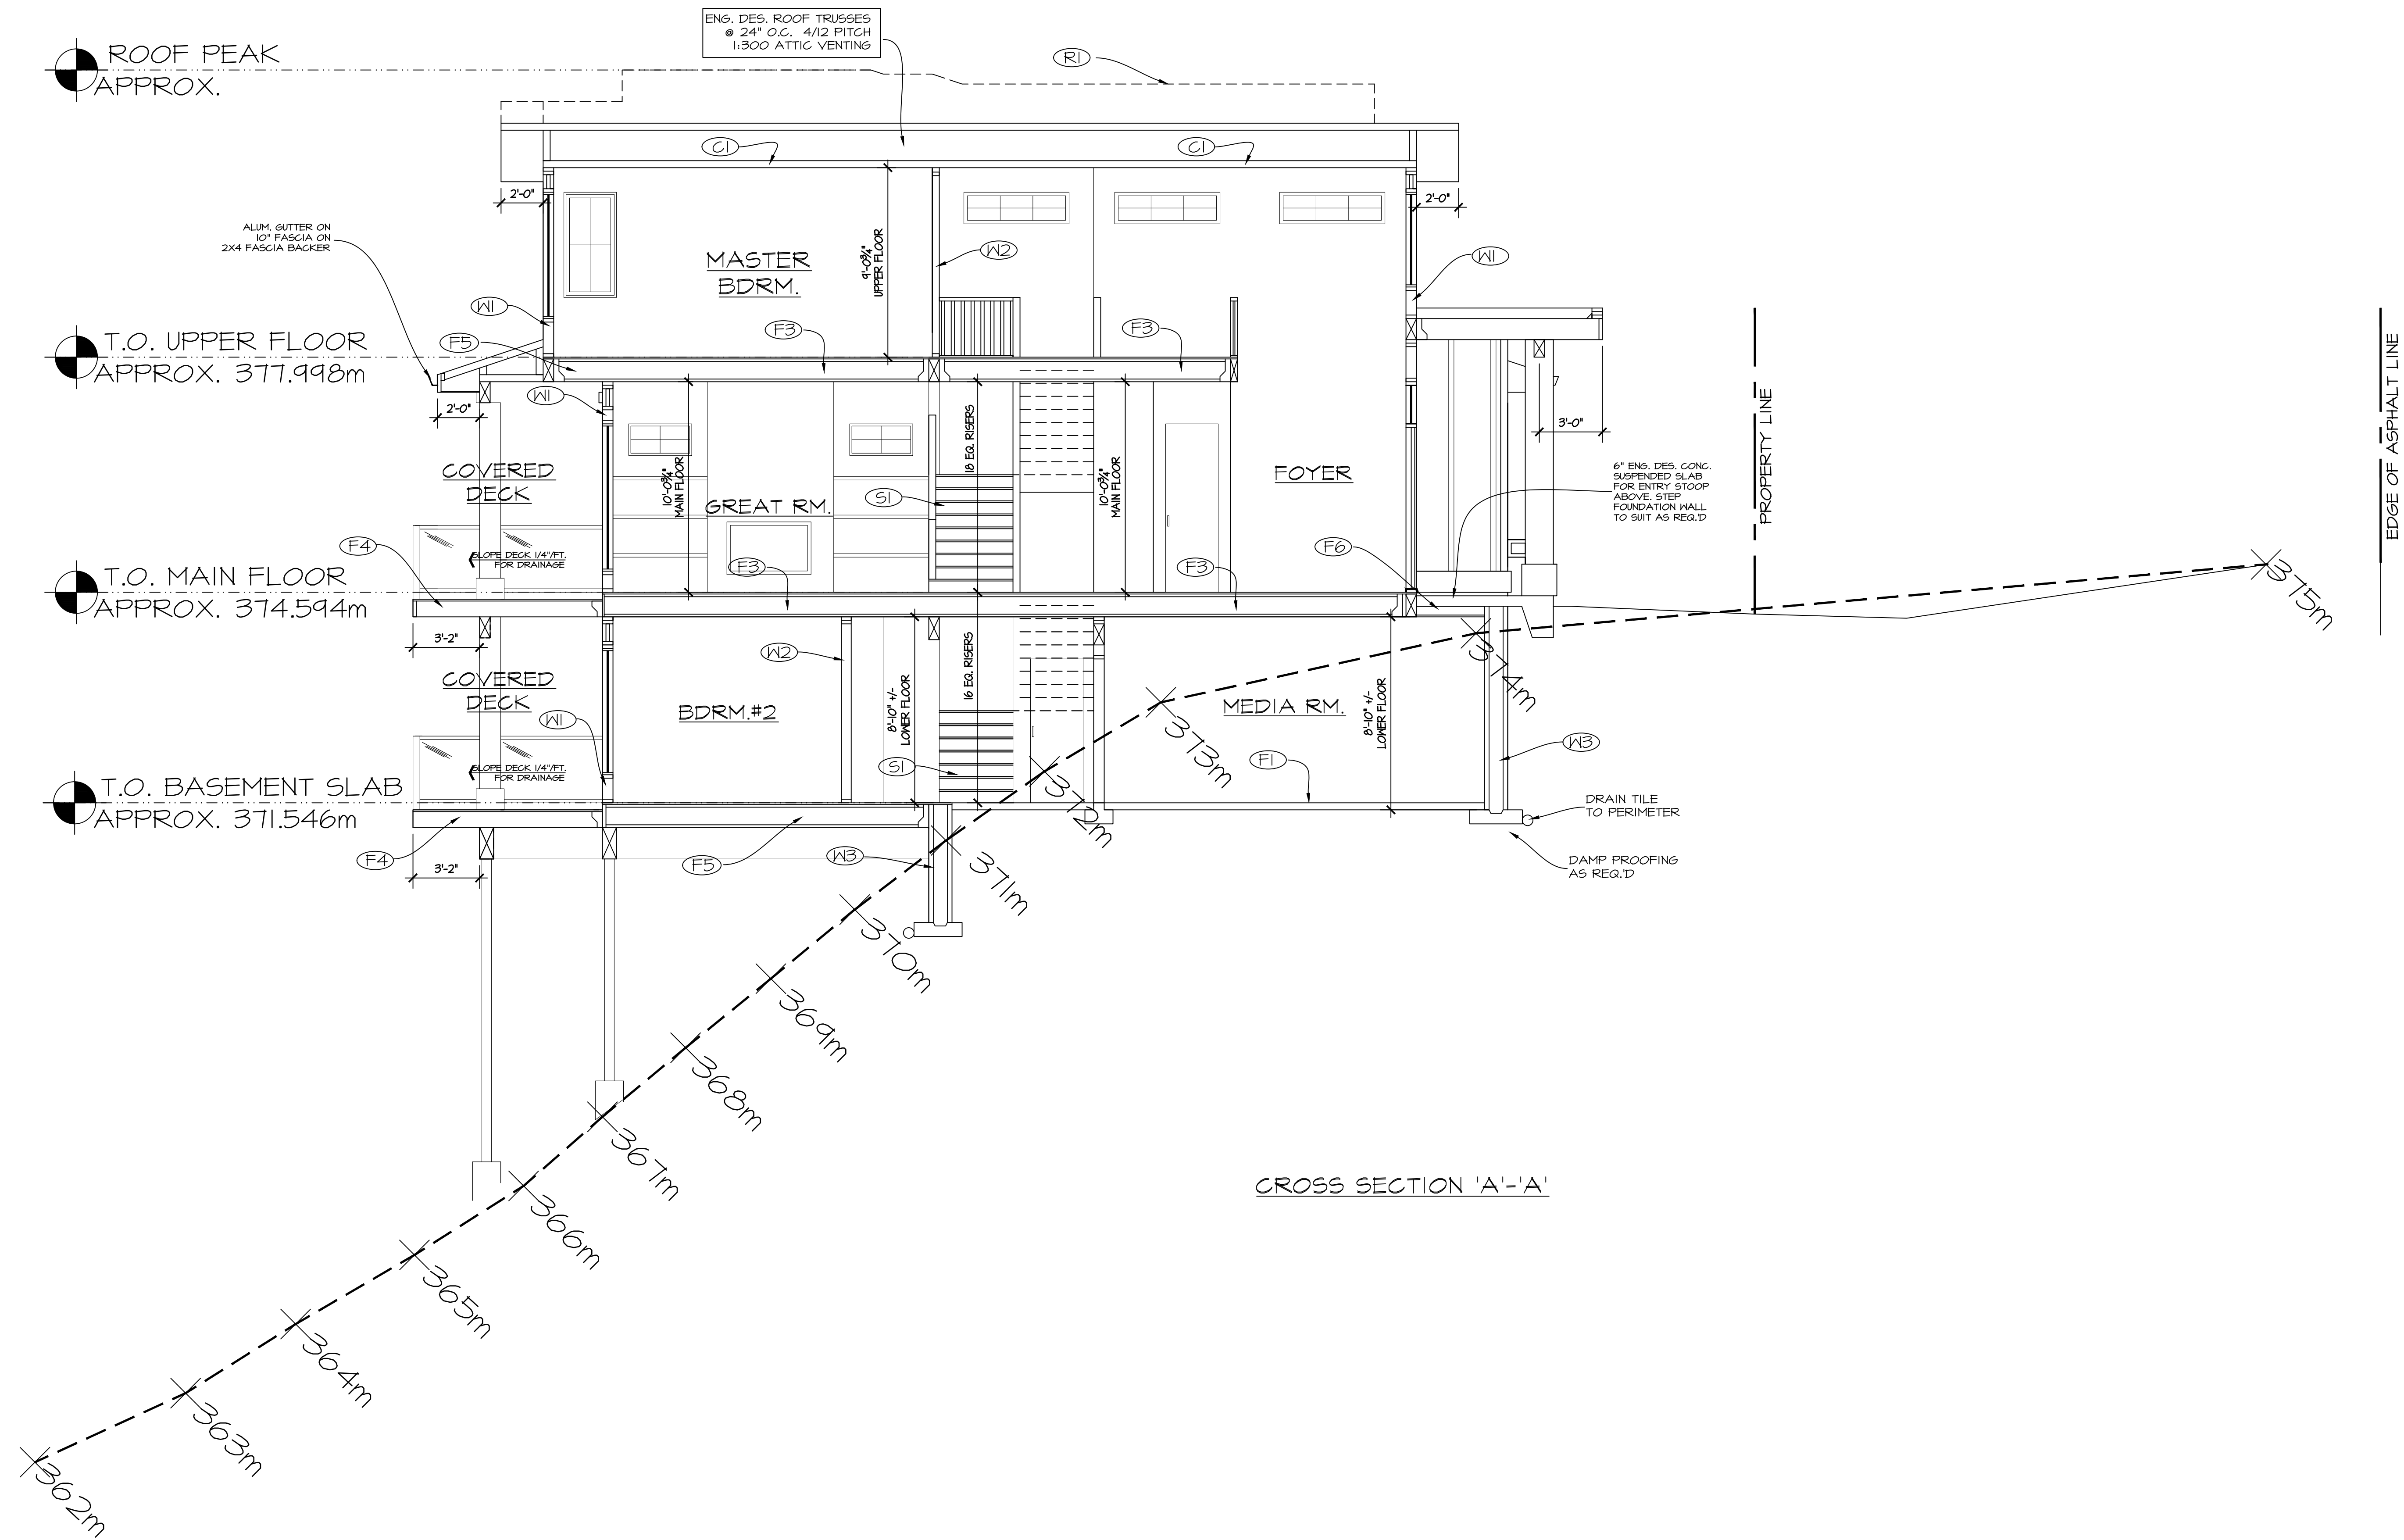 ENG. DES. ROOF TRUSSES
@ 24" O.C. 4/12 PITCH
1:300 ATTIC VENTING
ROOF PEAK
APPROX.
R1
C1
C1
2'-0"
2'-0"
ALUM. GUTTER ON
10" FASCIA ON
2X4 FASCIA BACKER
MASTER
BDRM.
9'-0¾"
UPPER FLOOR
W2
W1
W1
T.O. UPPER FLOOR
APPROX. 377.998m
F5
F3
F3
2'-0"
W1
3'-0"
PROPERTY LINE
EDGE OF ASPHALT LINE
COVERED
DECK
10'-0¾"
MAIN FLOOR
GREAT RM.
18 EQ. RISERS
S1
10'-0¾"
MAIN FLOOR
FOYER
6" ENG. DES. CONC.
SUSPENDED SLAB
FOR ENTRY STOOP
ABOVE. STEP
FOUNDATION WALL
TO SUIT AS REQ.'D
F4
SLOPE DECK 1/4"/FT.
FOR DRAINAGE
F3
F3
F6
T.O. MAIN FLOOR
APPROX. 374.594m
375m
3'-2"
COVERED
DECK
W2
16 EQ. RISERS
374m
BDRM.#2
8'-10" +/-
LOWER FLOOR
MEDIA RM.
8'-10" +/-
LOWER FLOOR
W1
373m
W3
SLOPE DECK 1/4"/FT.
FOR DRAINAGE
S1
F1
T.O. BASEMENT SLAB
APPROX. 371.546m
372m
DRAIN TILE
TO PERIMETER
F4
3'-2"
F5
W3
371m
DAMP PROOFING
AS REQ.'D
370m
369m
368m
367m
CROSS SECTION 'A'-'A'
366m
365m
364m
363m
362m